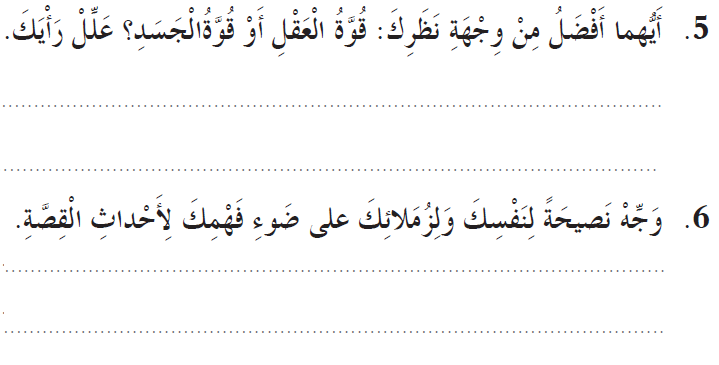 5. أَيُّهما أَفْضَلُ مِنْ وِجْهَةِ نَظَرِكَ: قُوَّةُ الْعَقْلِ أَوْ قُوَّةُالْجَسَدِ؟ عَلِّلْ رَأْيَكَ.
6. وَجِّهْ نَصيحَةً لِنَفْسِكَ وَلِزُمَلائِكَ على ضَوءِ فَهْمِكَ لِأَحْداثِ الْقِصَّةِ.